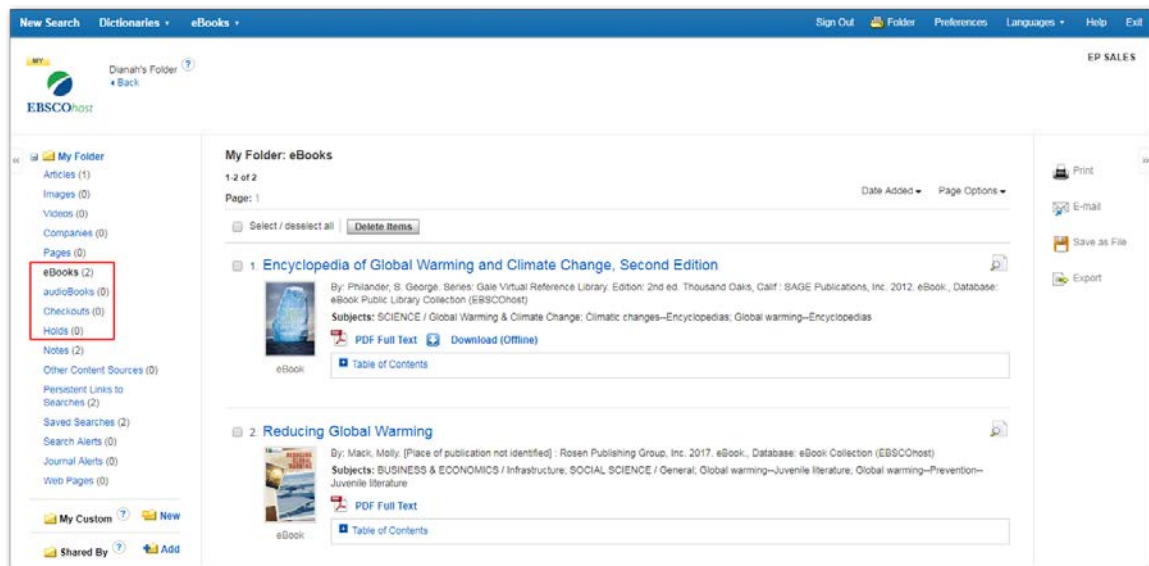 New Search Dictionaries eBooks Sign Out Folder Preferences Languages Help Exit
MY
EBSCOhost
Dianah's Folder ?
Back
EP SALES
My Folder
Articles (1)
Images (0)
Videos (0)
Companies (0)
Pages (0)
eBooks (2)
audioBooks (0)
Checkouts (0)
Holds (0)
Notes (2)
Other Content Sources (0)
Persistent Links to
Searches (2)
Saved Searches (2)
Search Alerts (0)
Journal Alerts (0)
Web Pages (0)
My Custom ? New
Shared By ? Add
My Folder: eBooks
1-2 of 2
Page: 1
Date Added Page Options
Select / deselect all Delete Items
1. Encyclopedia of Global Warming and Climate Change, Second Edition
By: Philander, S. George. Series: Gale Virtual Reference Library. Edition: 2nd ed. Thousand Oaks, Calif : SAGE Publications, Inc. 2012. eBook., Database:
eBook Public Library Collection (EBSCOhost)
Subjects: SCIENCE / Global Warming & Climate Change; Climatic changes--Encyclopedias; Global warming--Encyclopedias
PDF Full Text Download (Offline)
eBook
Table of Contents
2. Reducing Global Warming
By: Mack, Molly. [Place of publication not identified] : Rosen Publishing Group, Inc. 2017. eBook., Database: eBook Collection (EBSCOhost)
Subjects: BUSINESS & ECONOMICS / Infrastructure; SOCIAL SCIENCE / General; Global warming--Juvenile literature; Global warming--Prevention--
Juvenile literature
REDUCING
GLOBAL
WARMING
PDF Full Text
eBook
Table of Contents
Print
E-mail
Save as File
Export